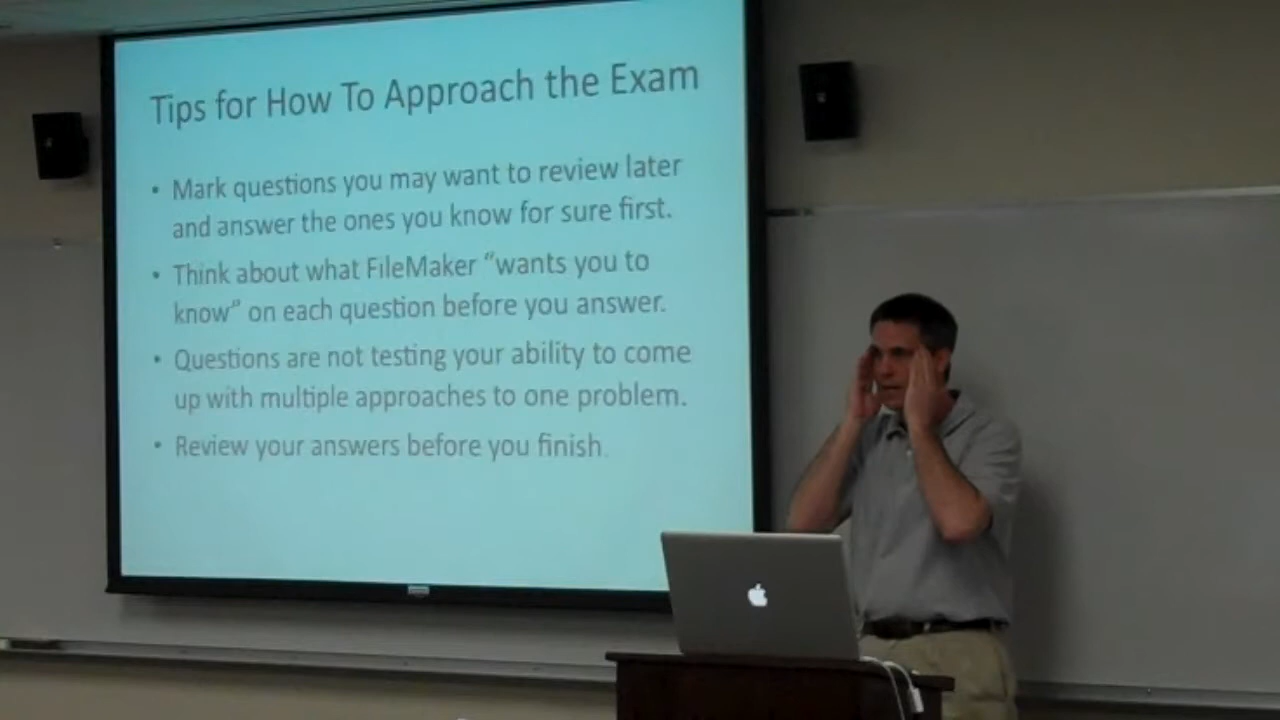 Tips for How To Approach the Exam
• Mark questions you may want to review later
and answer the ones you know for sure first.
• Think about what FileMaker “wants you to
know” on each question before you answer.
• Questions are not testing your ability to come
up with multiple approaches to one problem.
• Review your answers before you finish.